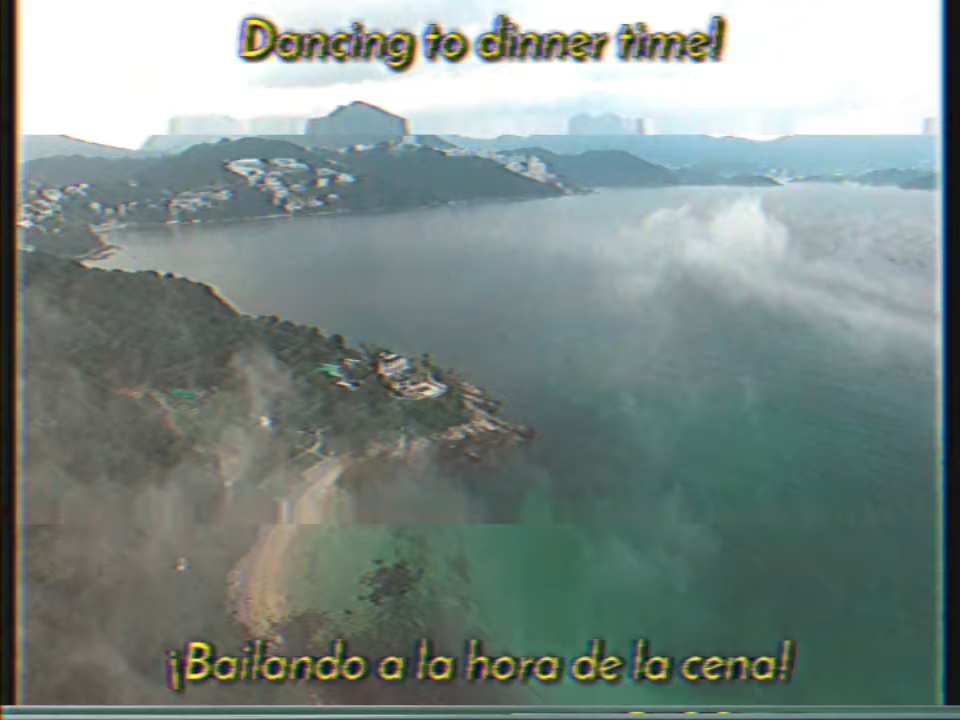 Dancing to dinner time!
¡Bailando a la hora de la cena!